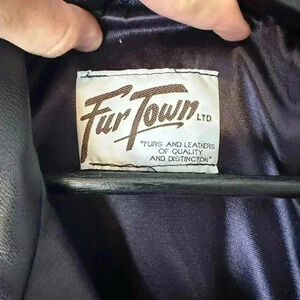 Fur Town LTD.
"FURS AND LEATHERS
OF QUALITY
AND DISTINCTION"